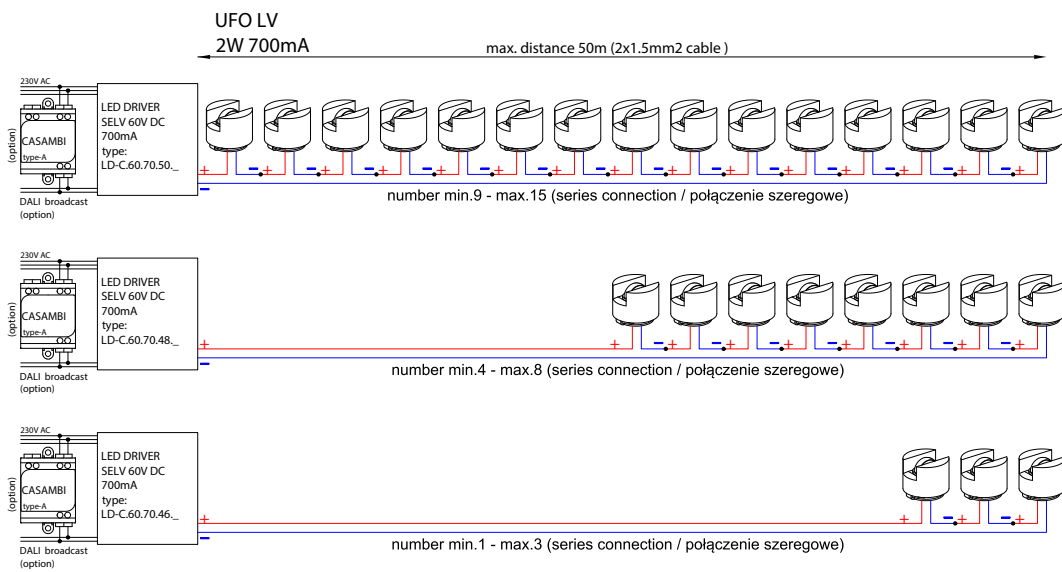 UFO LV
2W 700mA
max. distance 50m (2x1.5mm2 cable )
230V AC
(option)
CASAMBI
type-A
DALI broadcast
(option)
LED DRIVER
SELV 60V DC
700mA
type:
LD-C.60.70.50._
+ − + − + − + − + − + − + − + − + − + − + − + − + − + − +
−
number min.9 - max.15 (series connection / połączenie szeregowe)
230V AC
(option)
CASAMBI
type-A
DALI broadcast
(option)
LED DRIVER
SELV 60V DC
700mA
type:
LD-C.60.70.48._
+ + − + − + − + − + − + − + − +
−
number min.4 - max.8 (series connection / połączenie szeregowe)
230V AC
(option)
CASAMBI
type-A
DALI broadcast
(option)
LED DRIVER
SELV 60V DC
700mA
type:
LD-C.60.70.46._
+ + − + − +
−
number min.1 - max.3 (series connection / połączenie szeregowe)